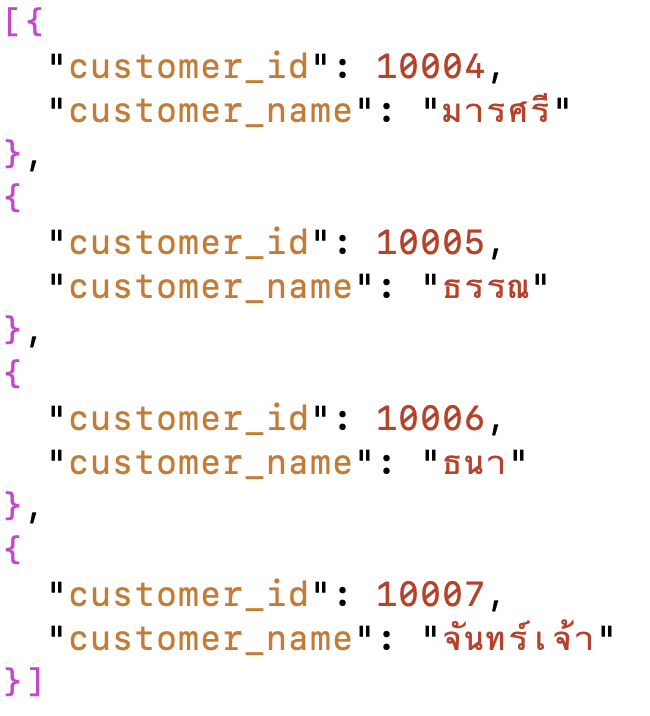 [{
  "customer_id": 10004,
  "customer_name": "มารศรี"
},
{
  "customer_id": 10005,
  "customer_name": "ธรรณ"
},
{
  "customer_id": 10006,
  "customer_name": "ธนา"
},
{
  "customer_id": 10007,
  "customer_name": "จันทร์เจ้า"
}]